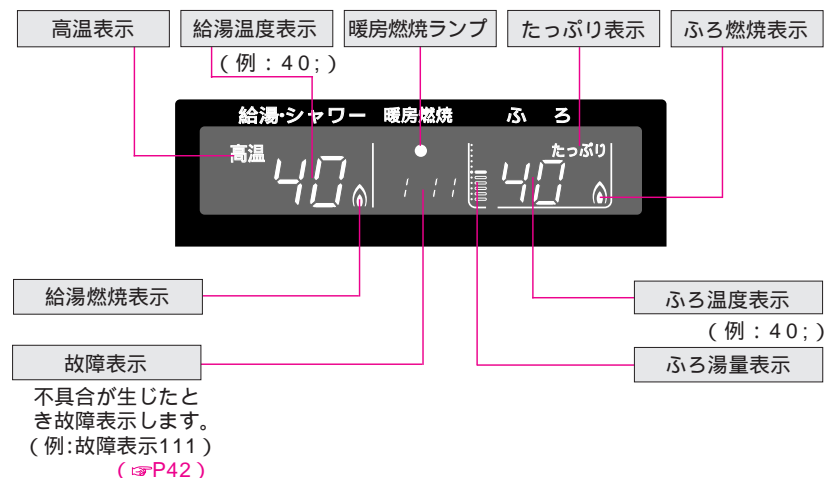 高温表示
給湯温度表示
(例:40;)
暖房燃焼ランプ
たっぷり表示
ふろ燃焼表示
給湯・シャワー 暖房燃焼 ふ ろ
高温 40 111 たっぷり 40
給湯燃焼表示
ふろ温度表示
(例:40;)
故障表示
ふろ湯量表示
不具合が生じたと
き故障表示します。
(例:故障表示111)
(☞P42)